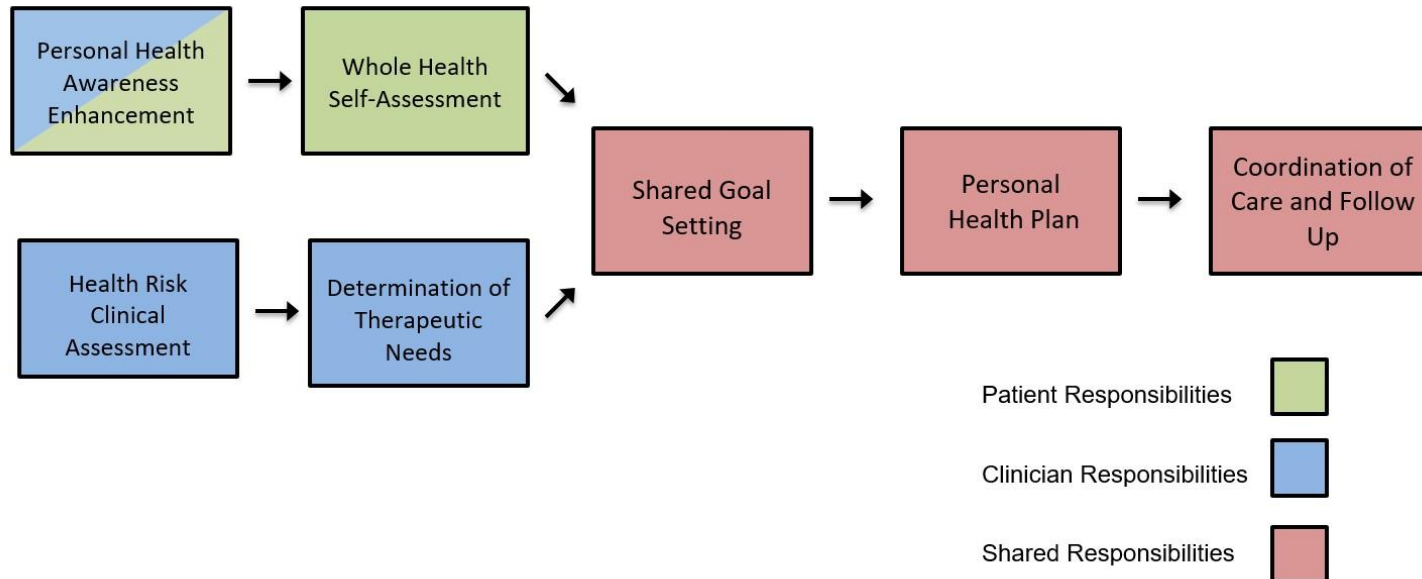 Personal Health
Awareness
Enhancement
Whole Health
Self-Assessment
Health Risk
Clinical
Assessment
Determination of
Therapeutic
Needs
Shared Goal
Setting
Personal
Health Plan
Coordination of
Care and Follow
Up
Patient Responsibilities
Clinician Responsibilities
Shared Responsibilities